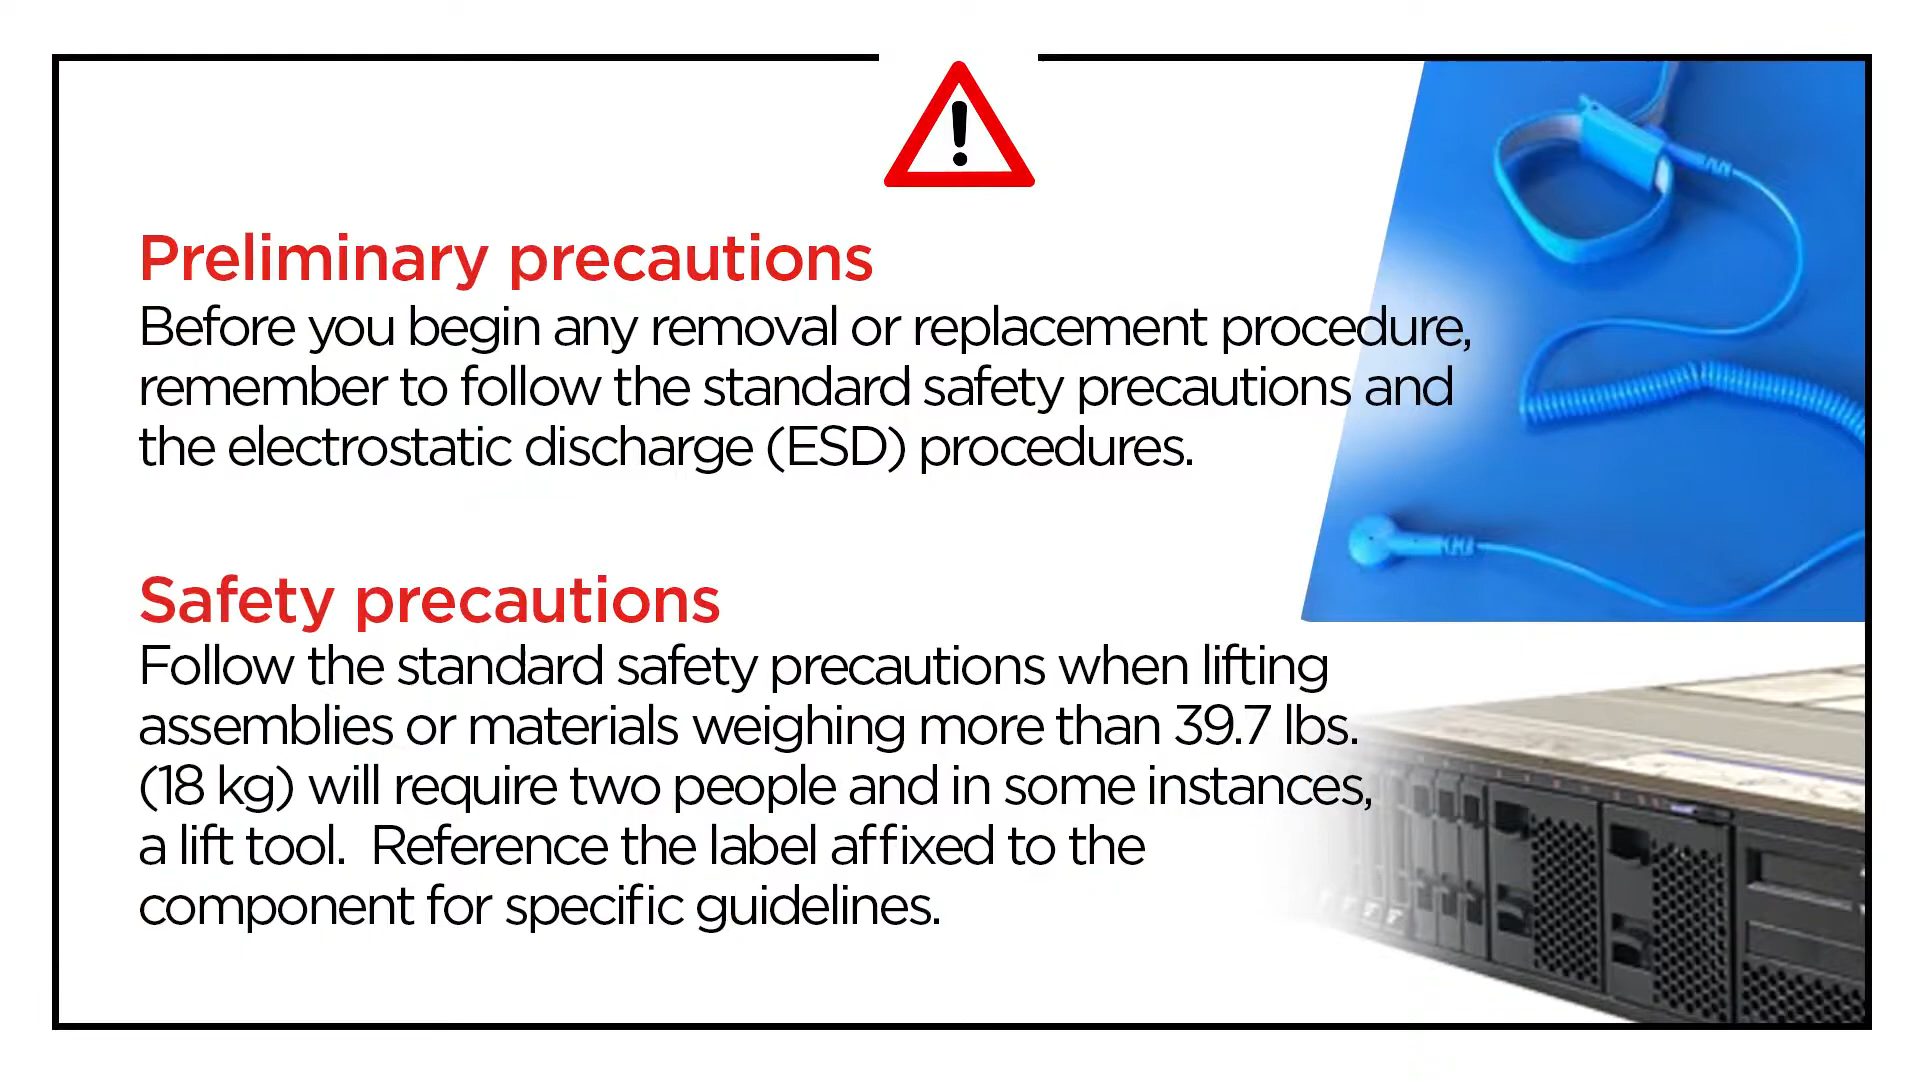 Preliminary precautions
Before you begin any removal or replacement procedure,
remember to follow the standard safety precautions and
the electrostatic discharge (ESD) procedures.
Safety precautions
Follow the standard safety precautions when lifting
assemblies or materials weighing more than 39.7 lbs.
(18 kg) will require two people and in some instances,
a lift tool.  Reference the label affixed to the
component for specific guidelines.